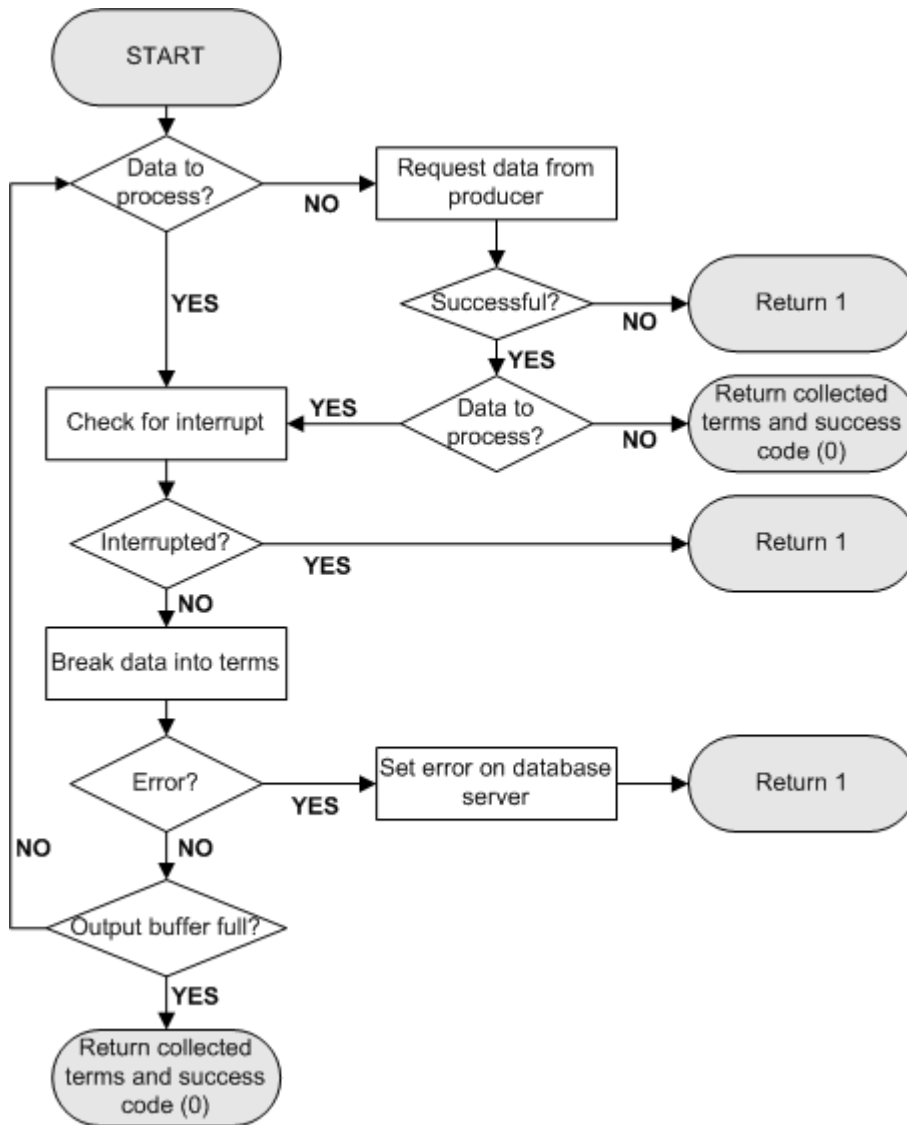 START
Data to
process?
NO
Request data from
producer
YES
Successful?
NO
Return 1
YES
Check for interrupt
YES
Data to
process?
NO
Return collected
terms and success
code (0)
Interrupted?
YES
Return 1
NO
Break data into terms
Error?
YES
Set error on database
server
Return 1
NO
NO
Output buffer full?
YES
Return collected
terms and success
code (0)